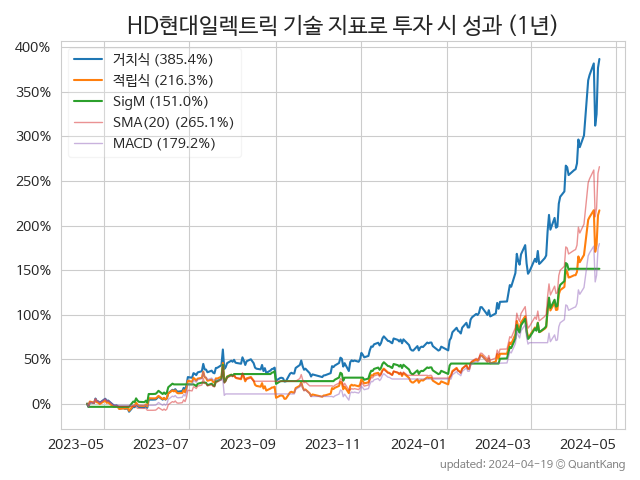 HD현대일렉트릭 기술 지표로 투자 시 성과 (1년)
400%
350%
300%
250%
200%
150%
100%
50%
0%
거치식 (385.4%)
적립식 (216.3%)
SigM (151.0%)
SMA(20) (265.1%)
MACD (179.2%)
2023-05 2023-07 2023-09 2023-11 2024-01 2024-03 2024-05
updated: 2024-04-19 @ QuantKang